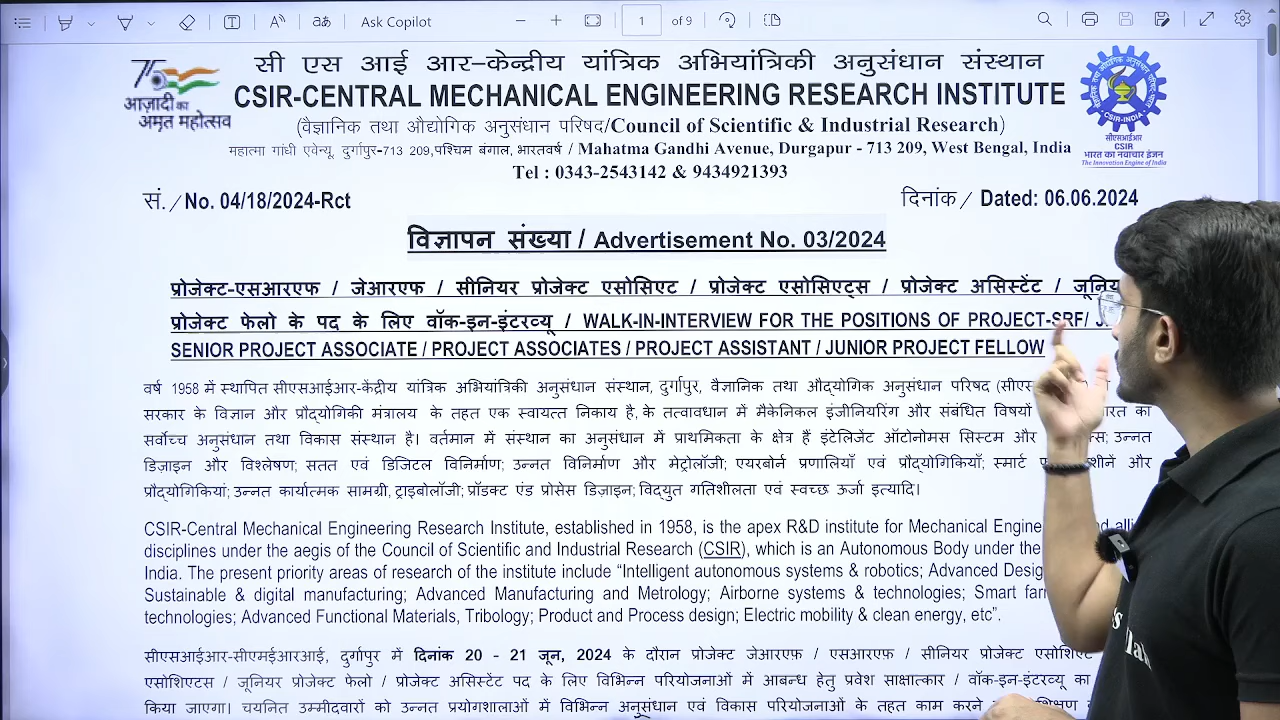 Ask Copilot
1 of 9
75
आज़ादी का
अमृत महोत्सव
सी एस आई आर–केन्द्रीय यांत्रिक अभियांत्रिकी अनुसंधान संस्थान
CSIR-CENTRAL MECHANICAL ENGINEERING RESEARCH INSTITUTE
(वैज्ञानिक तथा औद्योगिक अनुसंधान परिषद/Council of Scientific & Industrial Research)
महात्मा गांधी एवेन्यू, दुर्गापुर-713 209,पश्चिम बंगाल,भारतवर्ष / Mahatma Gandhi Avenue, Durgapur - 713 209, West Bengal, India
CSIR-INDIA
सीएसआईआर
CSIR
भारत का नवाचार इंजन
The Innovation Engine of India
सं. / No. 04/18/2024-Rct
दिनांक / Dated: 06.06.2024
विज्ञापन संख्या / Advertisement No. 03/2024
प्रोजेक्ट-एसआरएफ / जेआरएफ / सीनियर प्रोजेक्ट एसोसिएट / प्रोजेक्ट एसोसिएट्स / प्रोजेक्ट असिस्टेंट /
प्रोजेक्ट फेलो के पद के लिए वॉक-इन-इंटरव्यू / WALK-IN-INTERVIEW FOR THE POSITIONS OF PROJECT-SRF/
SENIOR PROJECT ASSOCIATE / PROJECT ASSOCIATES / PROJECT ASSISTANT / JUNIOR PROJECT FELLOW
वर्ष 1958 में स्थापित सीएसआईआर-केंद्रीय यांत्रिक अभियांत्रिकी अनुसंधान संस्थान, दुर्गापुर, वैज्ञानिक तथा औद्योगिक अनुसंधान परिषद
सरकार के विज्ञान और प्रौद्योगिकी मंत्रालय के तहत एक स्वायत्त निकाय है, के तत्वावधान में मैकेनिकल इंजीनियरिंग और संबंधित विषयों का
सर्वोच्च अनुसंधान तथा विकास संस्थान है। वर्तमान में संस्थान का अनुसंधान में प्राथमिकता के क्षेत्र हैं इंटेलिजेंट ऑटोनोमस सिस्टम और उन्नत
डिज़ाइन और विश्लेषण; सतत एवं डिजिटल विनिर्माण; उन्नत विनिर्माण और मेट्रोलॉजी; एयरबोर्न प्रणालियाँ एवं प्रौद्योगिकियाँ; स्मार्ट और
प्रौद्योगिकियां; उन्नत कार्यात्मक सामग्री, ट्राइबोलॉजी; प्रॉडक्ट एंड प्रोसेस डिज़ाइन; विद्युत गतिशीलता एवं स्वच्छ ऊर्जा इत्यादि।
CSIR-Central Mechanical Engineering Research Institute, established in 1958, is the apex R&D institute for Mechanical
disciplines under the aegis of the Council of Scientific and Industrial Research (CSIR), which is an Autonomous Body under the
India. The present priority areas of research of the institute include “Intelligent autonomous systems & robotics; Advanced
Sustainable & digital manufacturing; Advanced Manufacturing and Metrology; Airborne systems & technologies; Smart
technologies; Advanced Functional Materials, Tribology; Product and Process design; Electric mobility & clean energy, etc”.
सीएसआईआर-सीएमईआरआई, दुर्गापुर में दिनांक 20 - 21 जून, 2024 के दौरान प्रोजेक्ट जेआरएफ / एसआरएफ / सीनियर प्रोजेक्ट
एसोशिएटस / जूनियर प्रोजेक्ट फेलो / प्रोजेक्ट असिस्टेंट पद के लिए विभिन्न परियोजनाओं में आबन्ध हेतु प्रवेश साक्षात्कार / वॉक-इन-इंटरव्यू का
किया जाएगा। चयनित उम्मीदवारों को उन्नत प्रयोगशालाओं में विभिन्न अनुसंधान एवं विकास परियोजनाओं के तहत काम करने